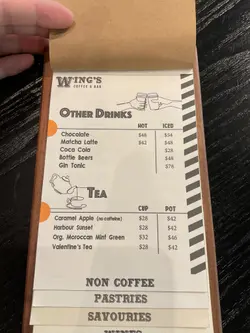 WING'S
COFFEE & BAR
OTHER DRINKS
HOT ICED
Chocolate $48 $54
Matcha Latte $42 $48
Coca Cola $28
Bottle Beers $48
Gin Tonic $78
TEA
CUP POT
Caramel Apple (no caffeine) $28 $42
Harbour Sunset $28 $42
Org. Moroccan Mint Green $32 $46
Valentine's Tea $28 $42
NON COFFEE
PASTRIES
SAVOURIES